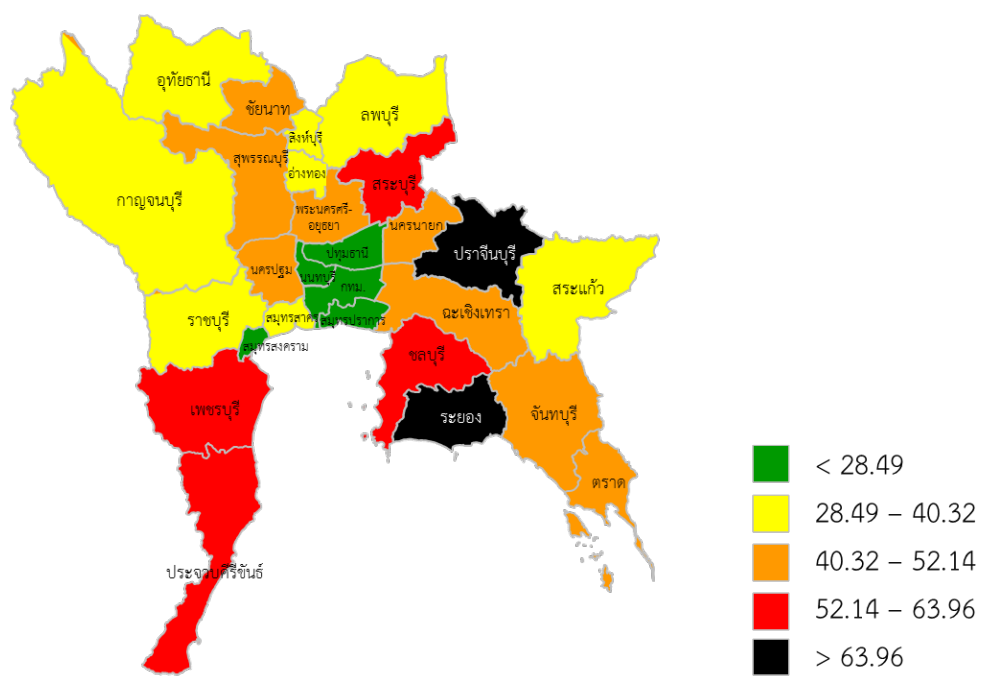 อุทัยธานี
ชัยนาท
ลพบุรี
สิงห์บุรี
สุพรรณบุรี
อ่างทอง
สระบุรี
กาญจนบุรี
พระนครศรี-
อยุธยา
นครนายก
ปราจีนบุรี
ปทุมธานี
นครปฐม
นนทบุรี
กทม.
สระแก้ว
ราชบุรี
สมุทรสาคร
สมุทรปราการ
ฉะเชิงเทรา
สมุทรสงคราม
ชลบุรี
เพชรบุรี
ระยอง
จันทบุรี
ตราด
ประจวบคีรีขันธ์
< 28.49
28.49 – 40.32
40.32 – 52.14
52.14 – 63.96
> 63.96